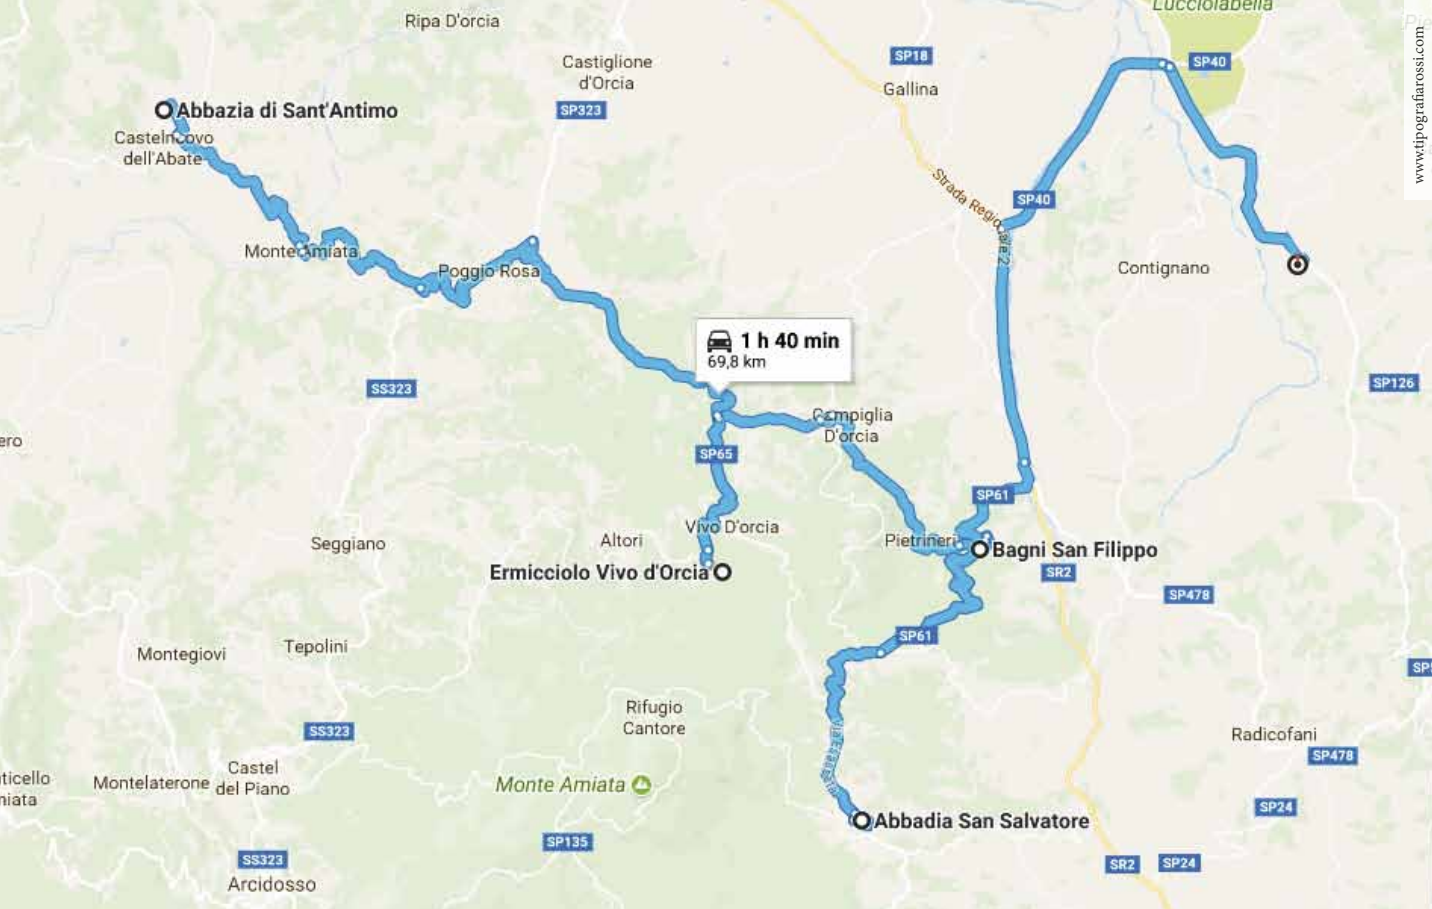 Lucciolabella
Ripa D'orcia
SP18
SP40
Castiglione
d'Orcia
Gallina
www.tipografiarossi.com
Abbazia di Sant'Antimo
SP323
Castelnuovo
dell'Abate
Strada Regionale 2
SP40
Monte Amiata
Poggio Rosa
Contignano
1 h 40 min
69,8 km
SS323
SP126
Campiglia
D'orcia
ero
SP65
SP61
Vivo D'orcia
Seggiano
Altori
Pietrineri
Bagni San Filippo
Ermicciolo Vivo d'Orcia
SR2
SP478
SP61
Tepolini
Montegiovi
SP
Rifugio
Cantore
SS323
Radicofani
SP478
Castel
del Piano
ticello
miata
Montelaterone
Monte Amiata
SP24
Abbadia San Salvatore
SP135
SS323
SR2
SP24
Arcidosso